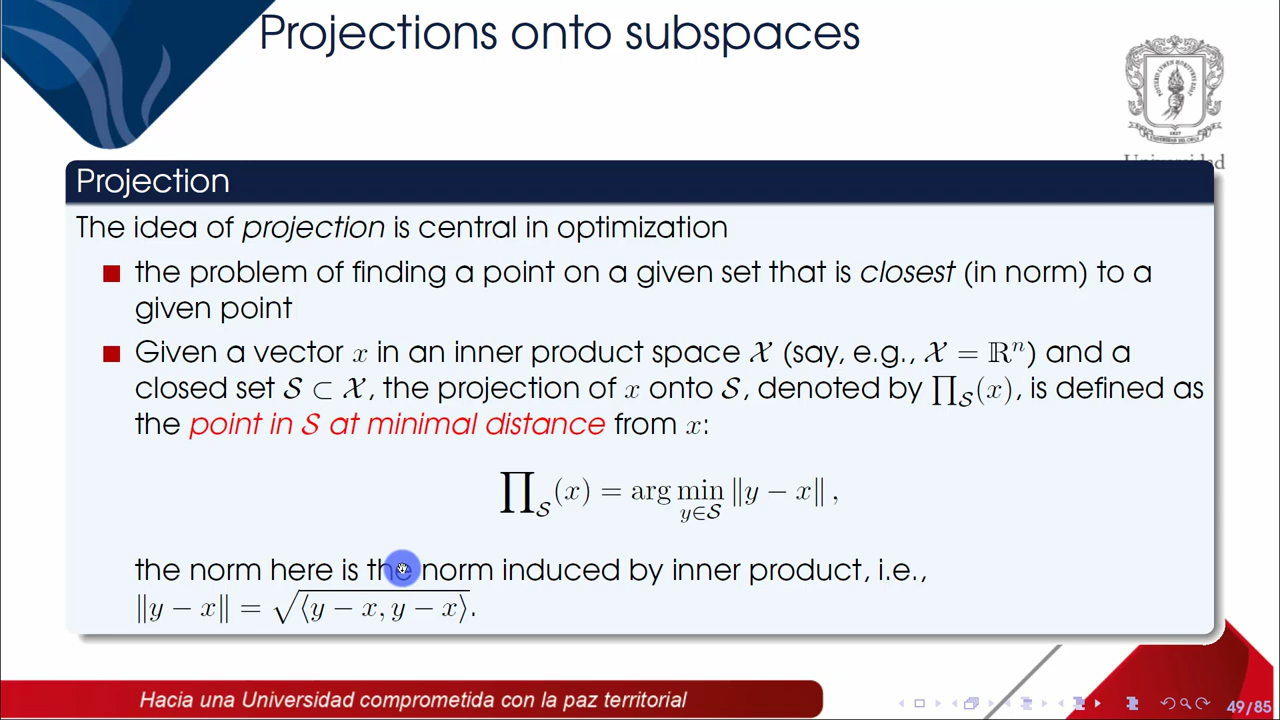 Projections onto subspaces
Universidad
Projection
The idea of projection is central in optimization
the problem of finding a point on a given set that is closest (in norm) to a
given point
Given a vector x in an inner product space 𝒳 (say, e.g., 𝒳 = ℝⁿ) and a
closed set 𝒮 ⊂ 𝒳, the projection of x onto 𝒮, denoted by ∏_𝒮(x), is defined as
the point in 𝒮 at minimal distance from x:
∏_𝒮(x) = arg min_{y∈𝒮} ‖y − x‖ ,
the norm here is the norm induced by inner product, i.e.,
‖y − x‖ = √⟨y − x, y − x⟩.
Hacia una Universidad comprometida con la paz territorial
49/85